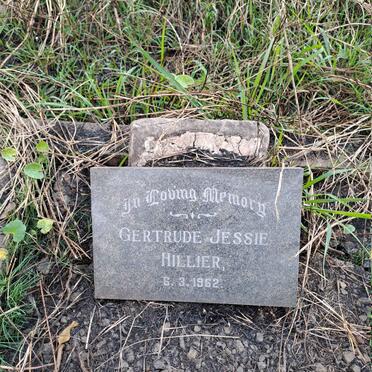 In Loving Memory
GERTRUDE JESSIE
HILLIER,
6.3.1962.